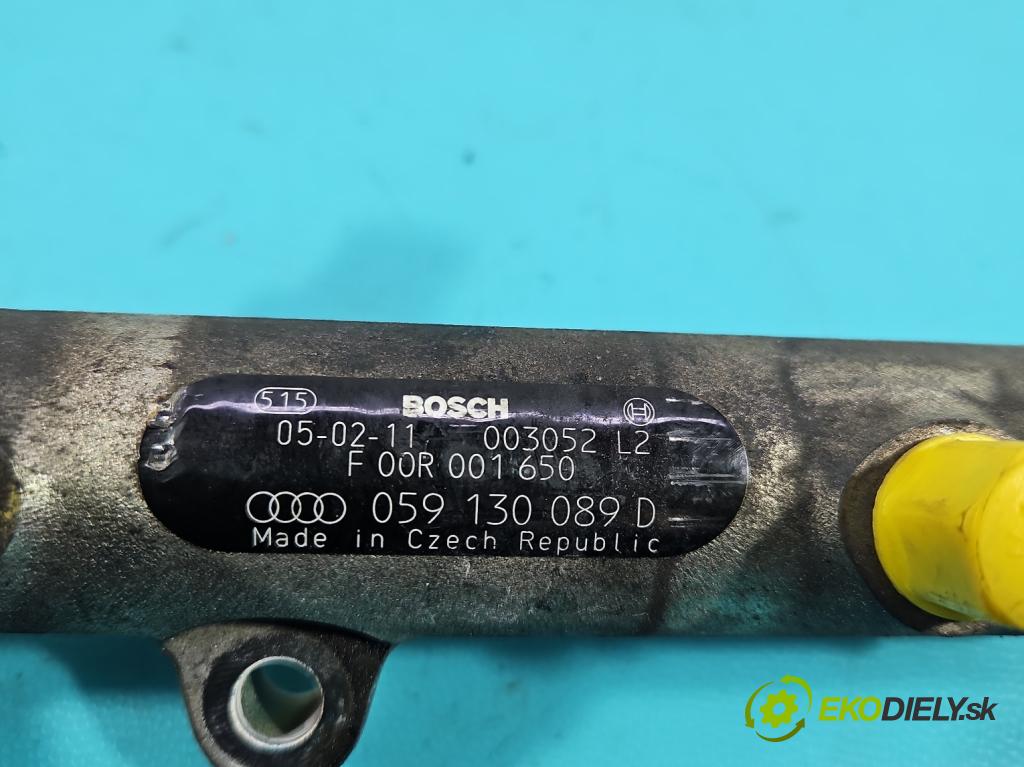 515 BOSCH H
05-02-11 003052 L2
F 00R 001 650
059 130 089 D
Made in Czech Republic
EKODIELY.sk